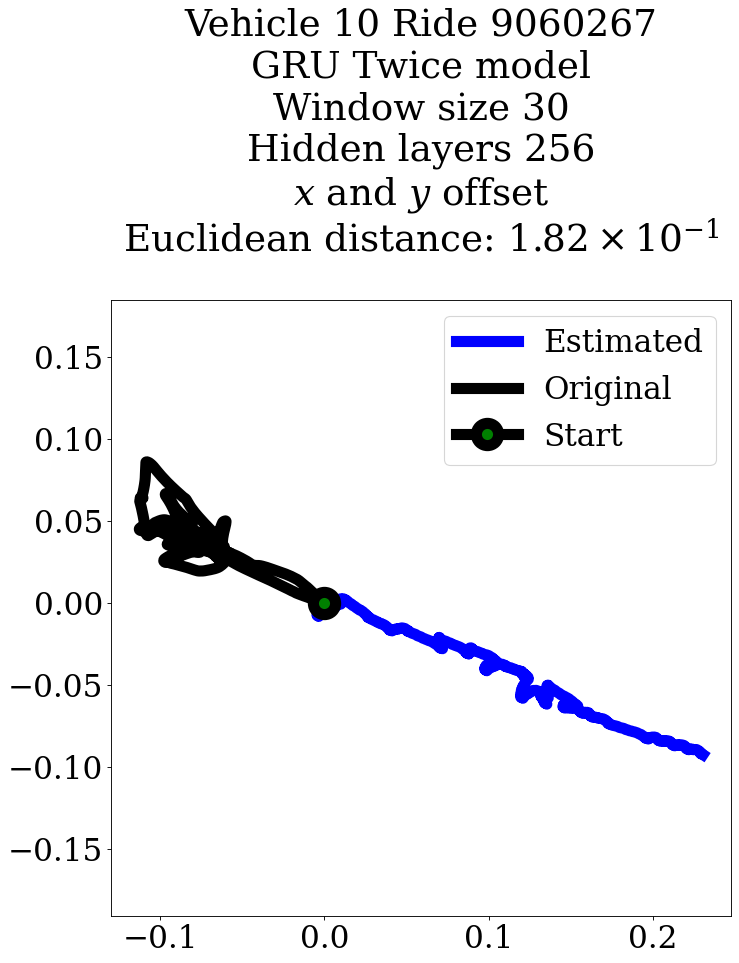 Vehicle 10 Ride 9060267
GRU Twice model
Window size 30
Hidden layers 256
x and y offset
Euclidean distance: 1.82 × 10⁻¹
Estimated
Original
Start
0.15
0.10
0.05
0.00
−0.05
−0.10
−0.15
−0.1 0.0 0.1 0.2